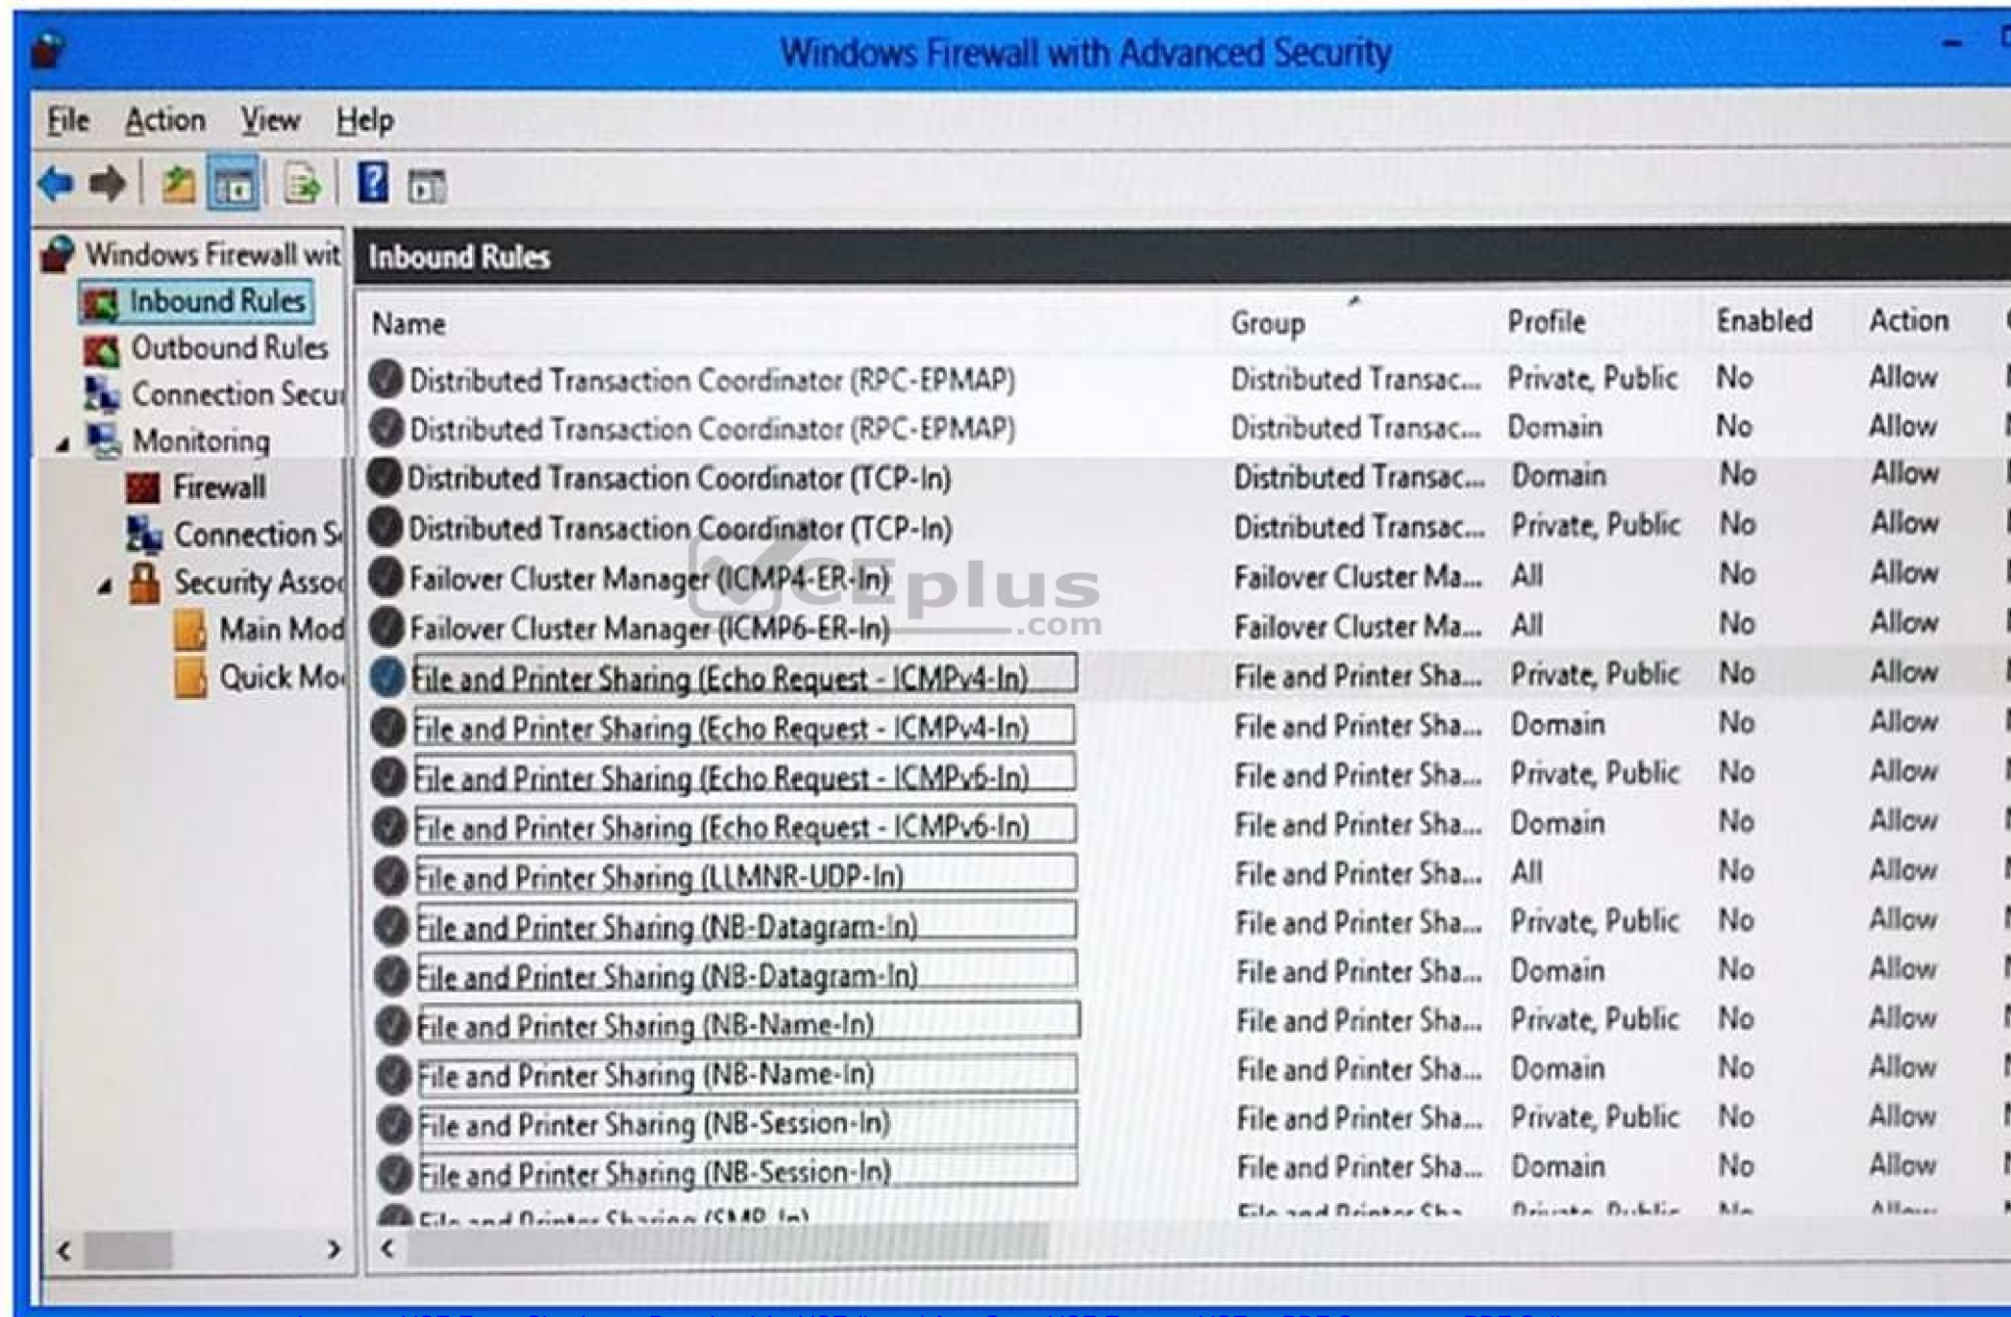 Windows Firewall with Advanced Security
File Action View Help
Windows Firewall wit
Inbound Rules
Outbound Rules
Connection Secu
Monitoring
Firewall
Connection S
Security Assoc
Main Mod
Quick Mo
Inbound Rules
Name Group Profile Enabled Action
Distributed Transaction Coordinator (RPC-EPMAP) Distributed Transac... Private, Public No Allow
Distributed Transaction Coordinator (RPC-EPMAP) Distributed Transac... Domain No Allow
Distributed Transaction Coordinator (TCP-In) Distributed Transac... Domain No Allow
Distributed Transaction Coordinator (TCP-In) Distributed Transac... Private, Public No Allow
Failover Cluster Manager (ICMP4-ER-In) Failover Cluster Ma... All No Allow
Failover Cluster Manager (ICMP6-ER-In) Failover Cluster Ma... All No Allow
File and Printer Sharing (Echo Request - ICMPv4-In) File and Printer Sha... Private, Public No Allow
File and Printer Sharing (Echo Request - ICMPv4-In) File and Printer Sha... Domain No Allow
File and Printer Sharing (Echo Request - ICMPv6-In) File and Printer Sha... Private, Public No Allow
File and Printer Sharing (Echo Request - ICMPv6-In) File and Printer Sha... Domain No Allow
File and Printer Sharing (LLMNR-UDP-In) File and Printer Sha... All No Allow
File and Printer Sharing (NB-Datagram-In) File and Printer Sha... Private, Public No Allow
File and Printer Sharing (NB-Datagram-In) File and Printer Sha... Domain No Allow
File and Printer Sharing (NB-Name-In) File and Printer Sha... Private, Public No Allow
File and Printer Sharing (NB-Name-In) File and Printer Sha... Domain No Allow
File and Printer Sharing (NB-Session-In) File and Printer Sha... Private, Public No Allow
File and Printer Sharing (NB-Session-In) File and Printer Sha... Domain No Allow
CEplus
.com